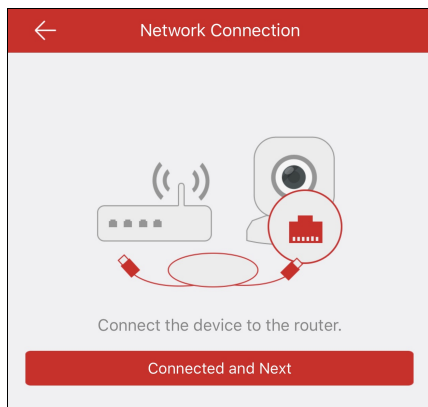 Network Connection
Connect the device to the router.
Connected and Next